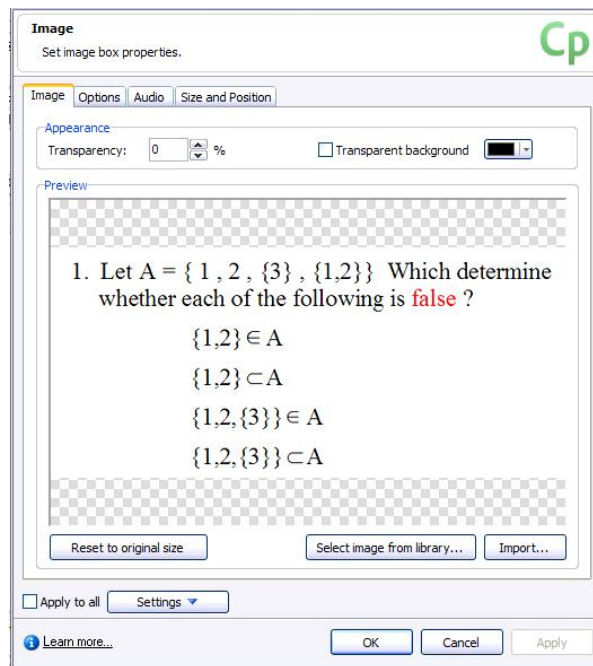 Image
Set image box properties.
Cp
Image Options Audio Size and Position
Appearance
Transparency: 0 % Transparent background
Preview
1. Let A = { 1 , 2 , {3} , {1,2}} Which determine
whether each of the following is false ?
{1,2} ∈ A
{1,2} ⊂ A
{1,2,{3}} ∈ A
{1,2,{3}} ⊂ A
Reset to original size Select image from library... Import...
Apply to all Settings
Learn more... OK Cancel Apply